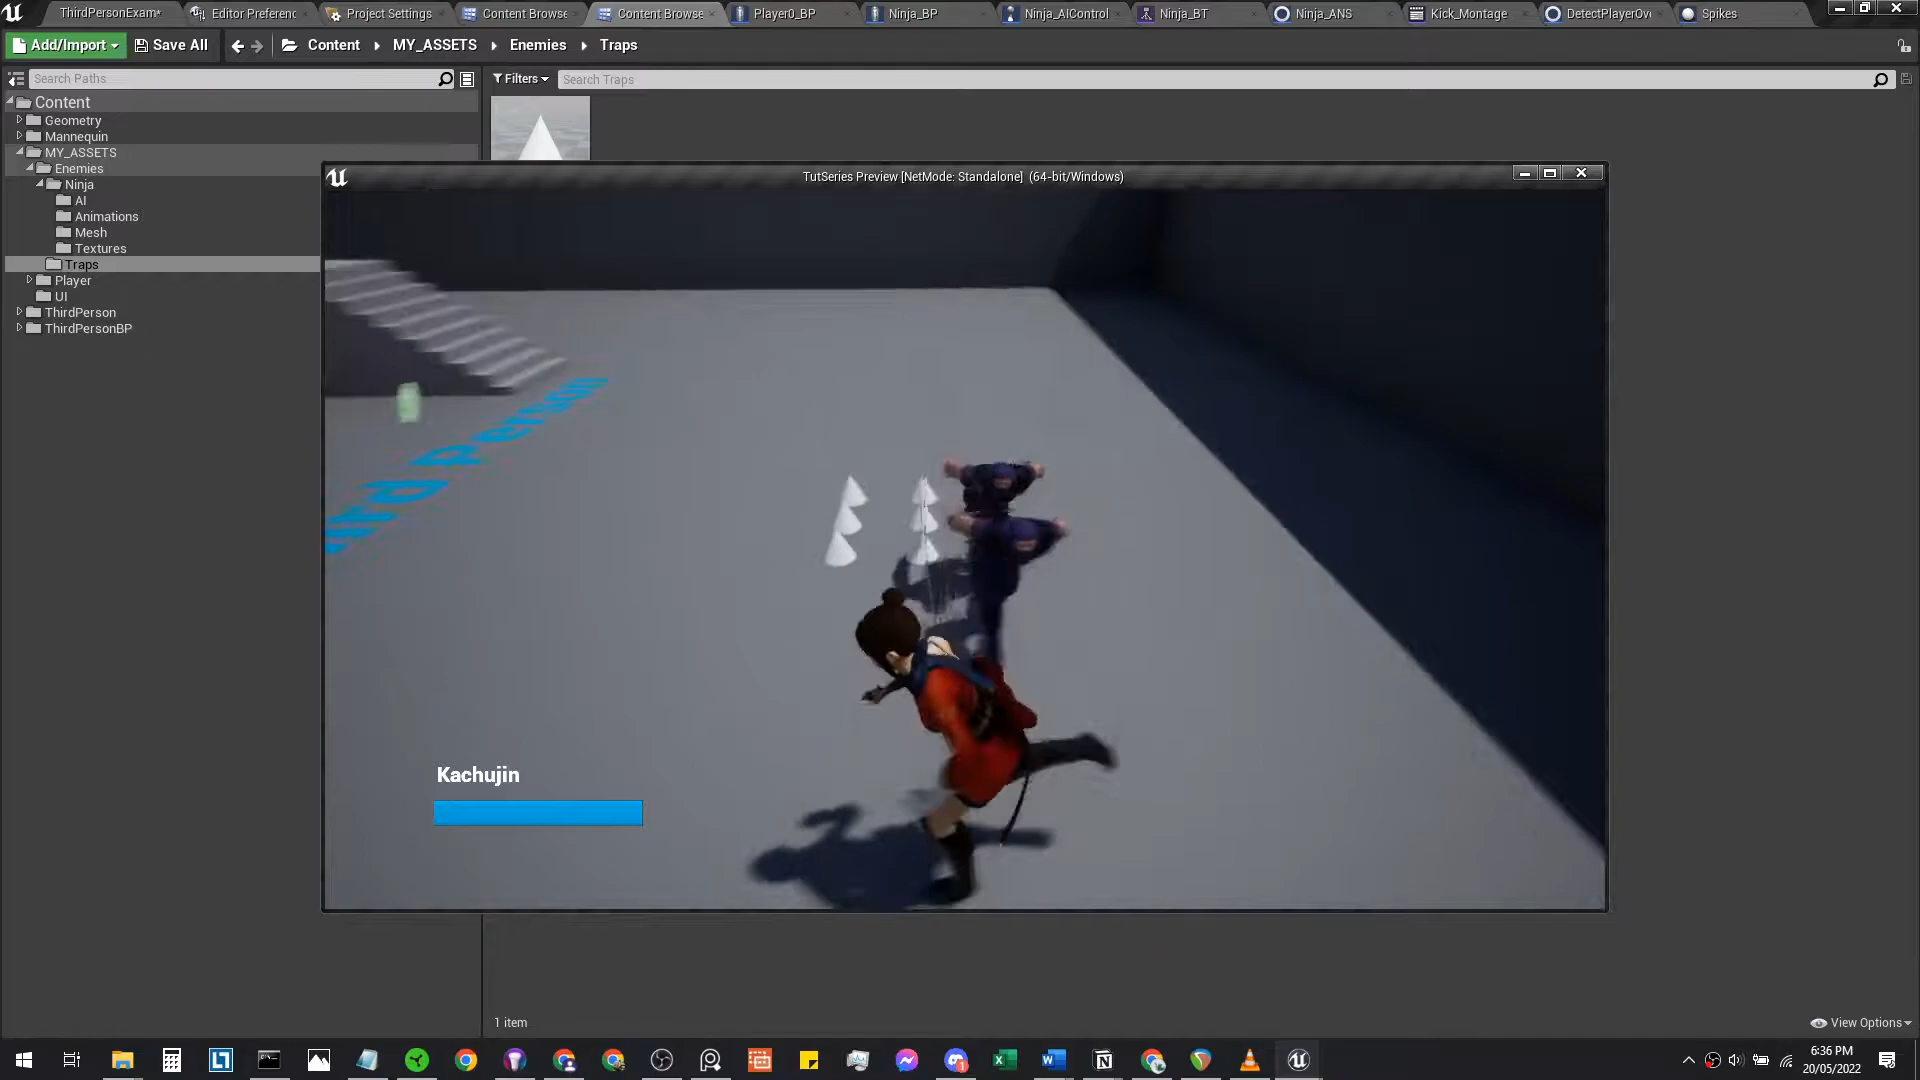 ThirdPersonExam*
Editor Preferenc
Project Settings
Content Browse
Content Browse
Player0_BP
Ninja_BP
Ninja_AIControl
Ninja_BT
Ninja_ANS
Kick_Montage
DetectPlayerOv
Spikes
Add/Import
Save All
Content
MY_ASSETS
Enemies
Traps
Search Paths
Filters
Search Traps
Content
Geometry
Mannequin
MY_ASSETS
Enemies
Ninja
AI
Animations
Mesh
Textures
Traps
Player
UI
ThirdPerson
ThirdPersonBP
TutSeries Preview [NetMode: Standalone] (64-bit/Windows)
Kachujin
1 item
View Options
6:36 PM
20/05/2022